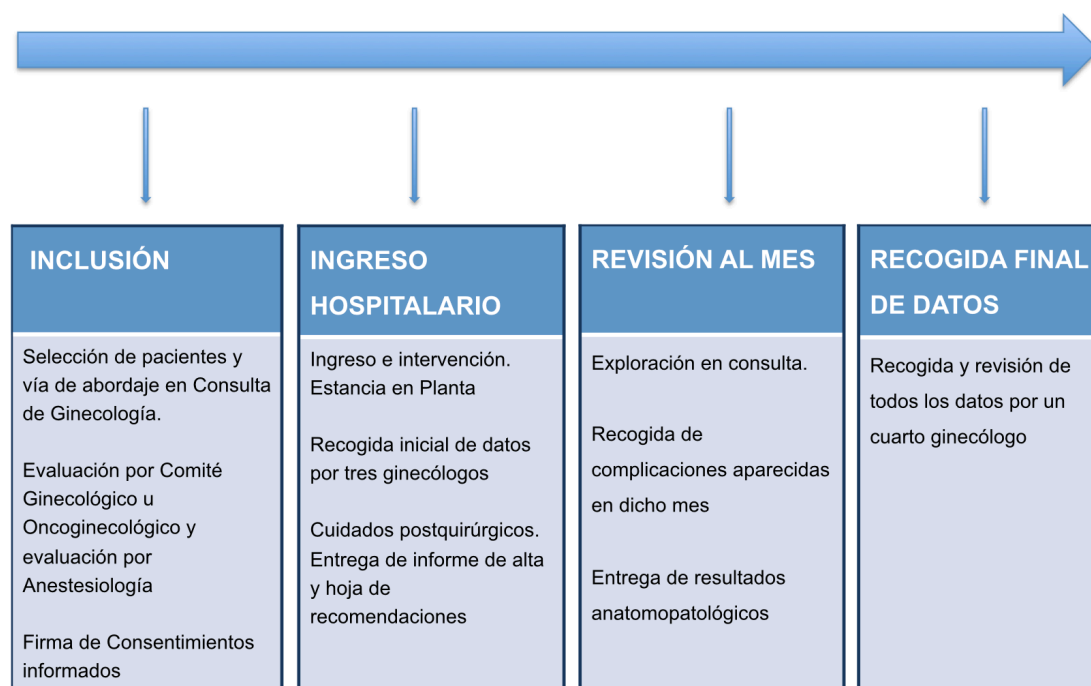 INCLUSIÓN
Selección de pacientes y
vía de abordaje en Consulta
de Ginecología.
Evaluación por Comité
Ginecológico u
Oncoginecológico y
evaluación por
Anestesiología
Firma de Consentimientos
informados
INGRESO
HOSPITALARIO
Ingreso e intervención.
Estancia en Planta
Recogida inicial de datos
por tres ginecólogos
Cuidados postquirúrgicos.
Entrega de informe de alta
y hoja de
recomendaciones
REVISIÓN AL MES
Exploración en consulta.
Recogida de
complicaciones aparecidas
en dicho mes
Entrega de resultados
anatomopatológicos
RECOGIDA FINAL
DE DATOS
Recogida y revisión de
todos los datos por un
cuarto ginecólogo